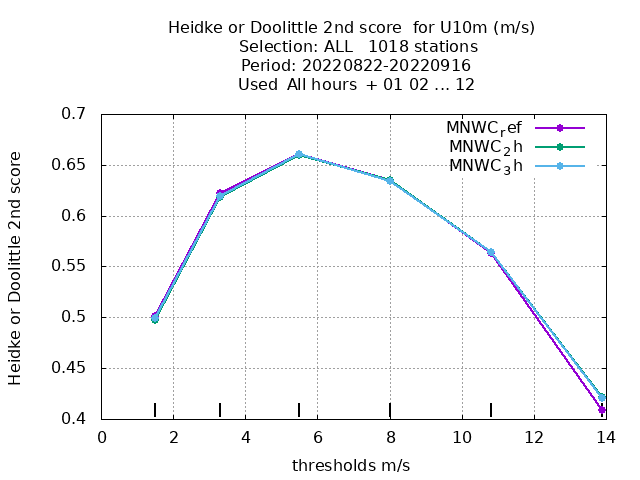 Heidke or Doolittle 2nd score  for U10m (m/s)
Selection: ALL   1018 stations
Period: 20220822-20220916
Used  All hours  + 01 02 ... 12
Heidke or Doolittle 2nd score
0.7
0.65
0.6
0.55
0.5
0.45
0.4
MNWC_ref
MNWC_2h
MNWC_3h
0 2 4 6 8 10 12 14
thresholds m/s